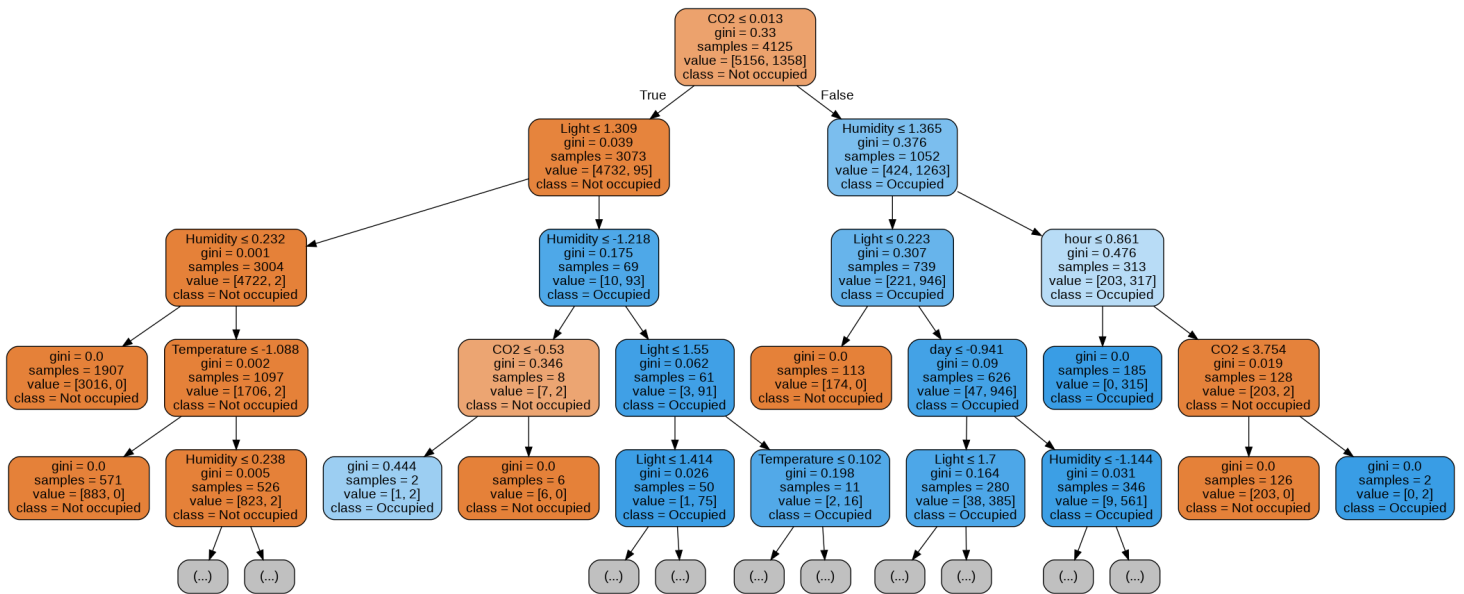 CO2 ≤ 0.013
gini = 0.33
samples = 4125
value = [5156, 1358]
class = Not occupied
True
False
Light ≤ 1.309
gini = 0.039
samples = 3073
value = [4732, 95]
class = Not occupied
Humidity ≤ 1.365
gini = 0.376
samples = 1052
value = [424, 1263]
class = Occupied
Humidity ≤ 0.232
gini = 0.001
samples = 3004
value = [4722, 2]
class = Not occupied
Humidity ≤ -1.218
gini = 0.175
samples = 69
value = [10, 93]
class = Occupied
Light ≤ 0.223
gini = 0.307
samples = 739
value = [221, 946]
class = Occupied
hour ≤ 0.861
gini = 0.476
samples = 313
value = [203, 317]
class = Occupied
gini = 0.0
samples = 1907
value = [3016, 0]
class = Not occupied
Temperature ≤ -1.088
gini = 0.002
samples = 1097
value = [1706, 2]
class = Not occupied
CO2 ≤ -0.53
gini = 0.346
samples = 8
value = [7, 2]
class = Not occupied
Light ≤ 1.55
gini = 0.062
samples = 61
value = [3, 91]
class = Occupied
gini = 0.0
samples = 113
value = [174, 0]
class = Not occupied
day ≤ -0.941
gini = 0.09
samples = 626
value = [47, 946]
class = Occupied
gini = 0.0
samples = 185
value = [0, 315]
class = Occupied
CO2 ≤ 3.754
gini = 0.019
samples = 128
value = [203, 2]
class = Not occupied
gini = 0.0
samples = 571
value = [883, 0]
class = Not occupied
Humidity ≤ 0.238
gini = 0.005
samples = 526
value = [823, 2]
class = Not occupied
gini = 0.444
samples = 2
value = [1, 2]
class = Occupied
gini = 0.0
samples = 6
value = [6, 0]
class = Not occupied
Light ≤ 1.414
gini = 0.026
samples = 50
value = [1, 75]
class = Occupied
Temperature ≤ 0.102
gini = 0.198
samples = 11
value = [2, 16]
class = Occupied
Light ≤ 1.7
gini = 0.164
samples = 280
value = [38, 385]
class = Occupied
Humidity ≤ -1.144
gini = 0.031
samples = 346
value = [9, 561]
class = Occupied
gini = 0.0
samples = 126
value = [203, 0]
class = Not occupied
gini = 0.0
samples = 2
value = [0, 2]
class = Occupied
(...)
(...)
(...)
(...)
(...)
(...)
(...)
(...)
(...)
(...)